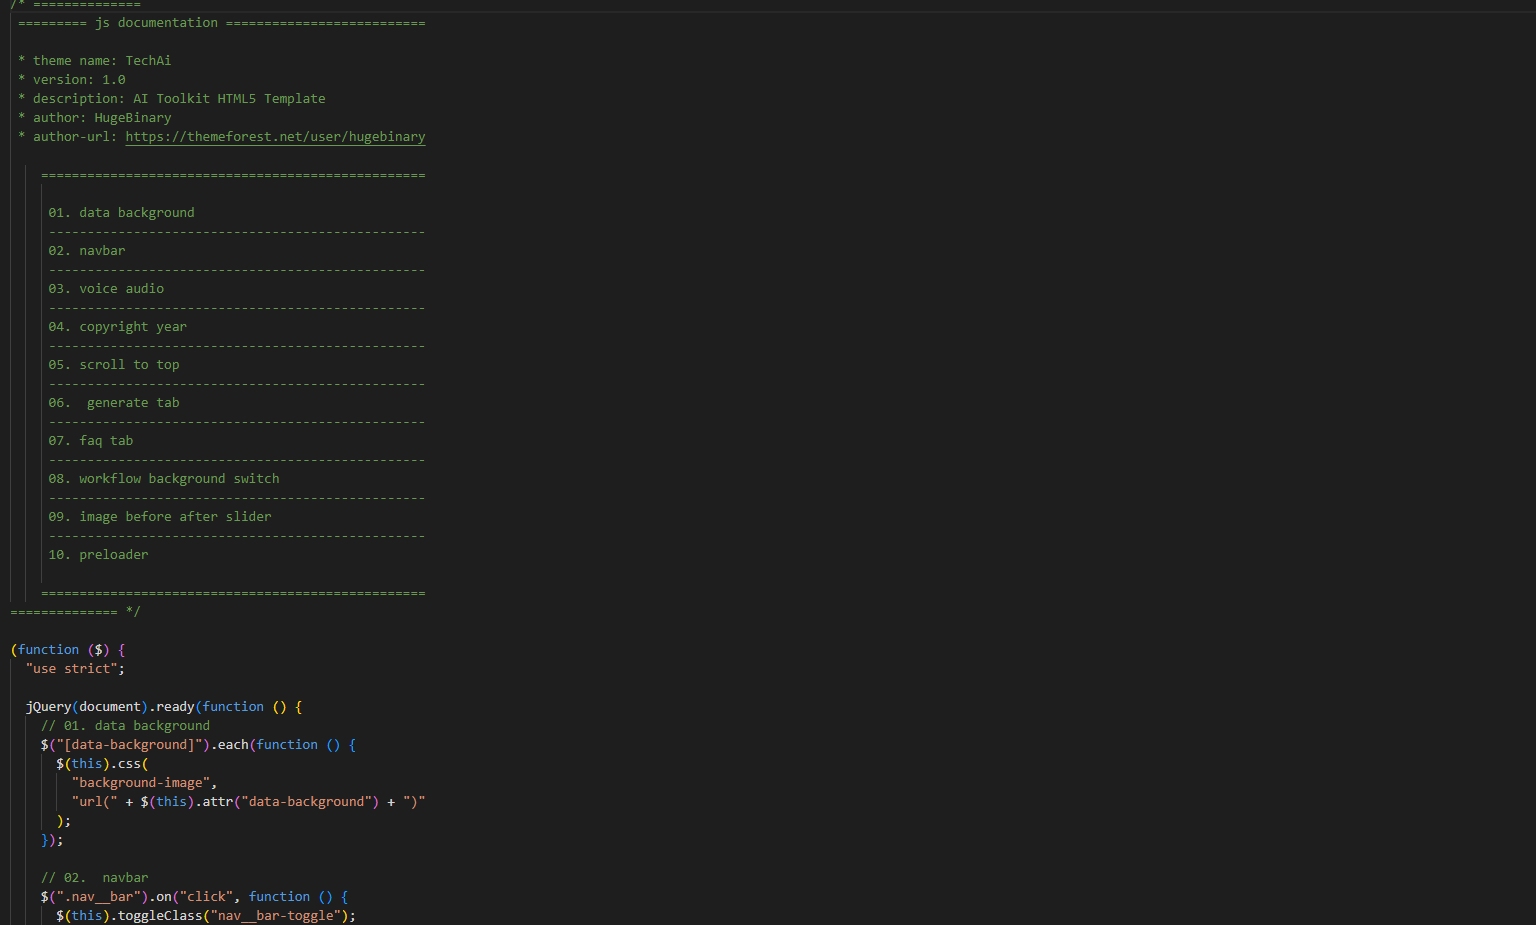 /* ==============
========= js documentation ==========================
* theme name: TechAi
* version: 1.0
* description: AI Toolkit HTML5 Template
* author: HugeBinary
* author-url: https://themeforest.net/user/hugebinary
==================================================
01. data background
-------------------------------------------------
02. navbar
-------------------------------------------------
03. voice audio
-------------------------------------------------
04. copyright year
-------------------------------------------------
05. scroll to top
-------------------------------------------------
06.  generate tab
-------------------------------------------------
07. faq tab
-------------------------------------------------
08. workflow background switch
-------------------------------------------------
09. image before after slider
-------------------------------------------------
10. preloader
==================================================
============== */
(function ($) {
"use strict";
jQuery(document).ready(function () {
// 01. data background
$("[data-background]").each(function () {
$(this).css(
"background-image",
"url(" + $(this).attr("data-background") + ")"
);
});
// 02.  navbar
$(".nav__bar").on("click", function () {
$(this).toggleClass("nav__bar-toggle");